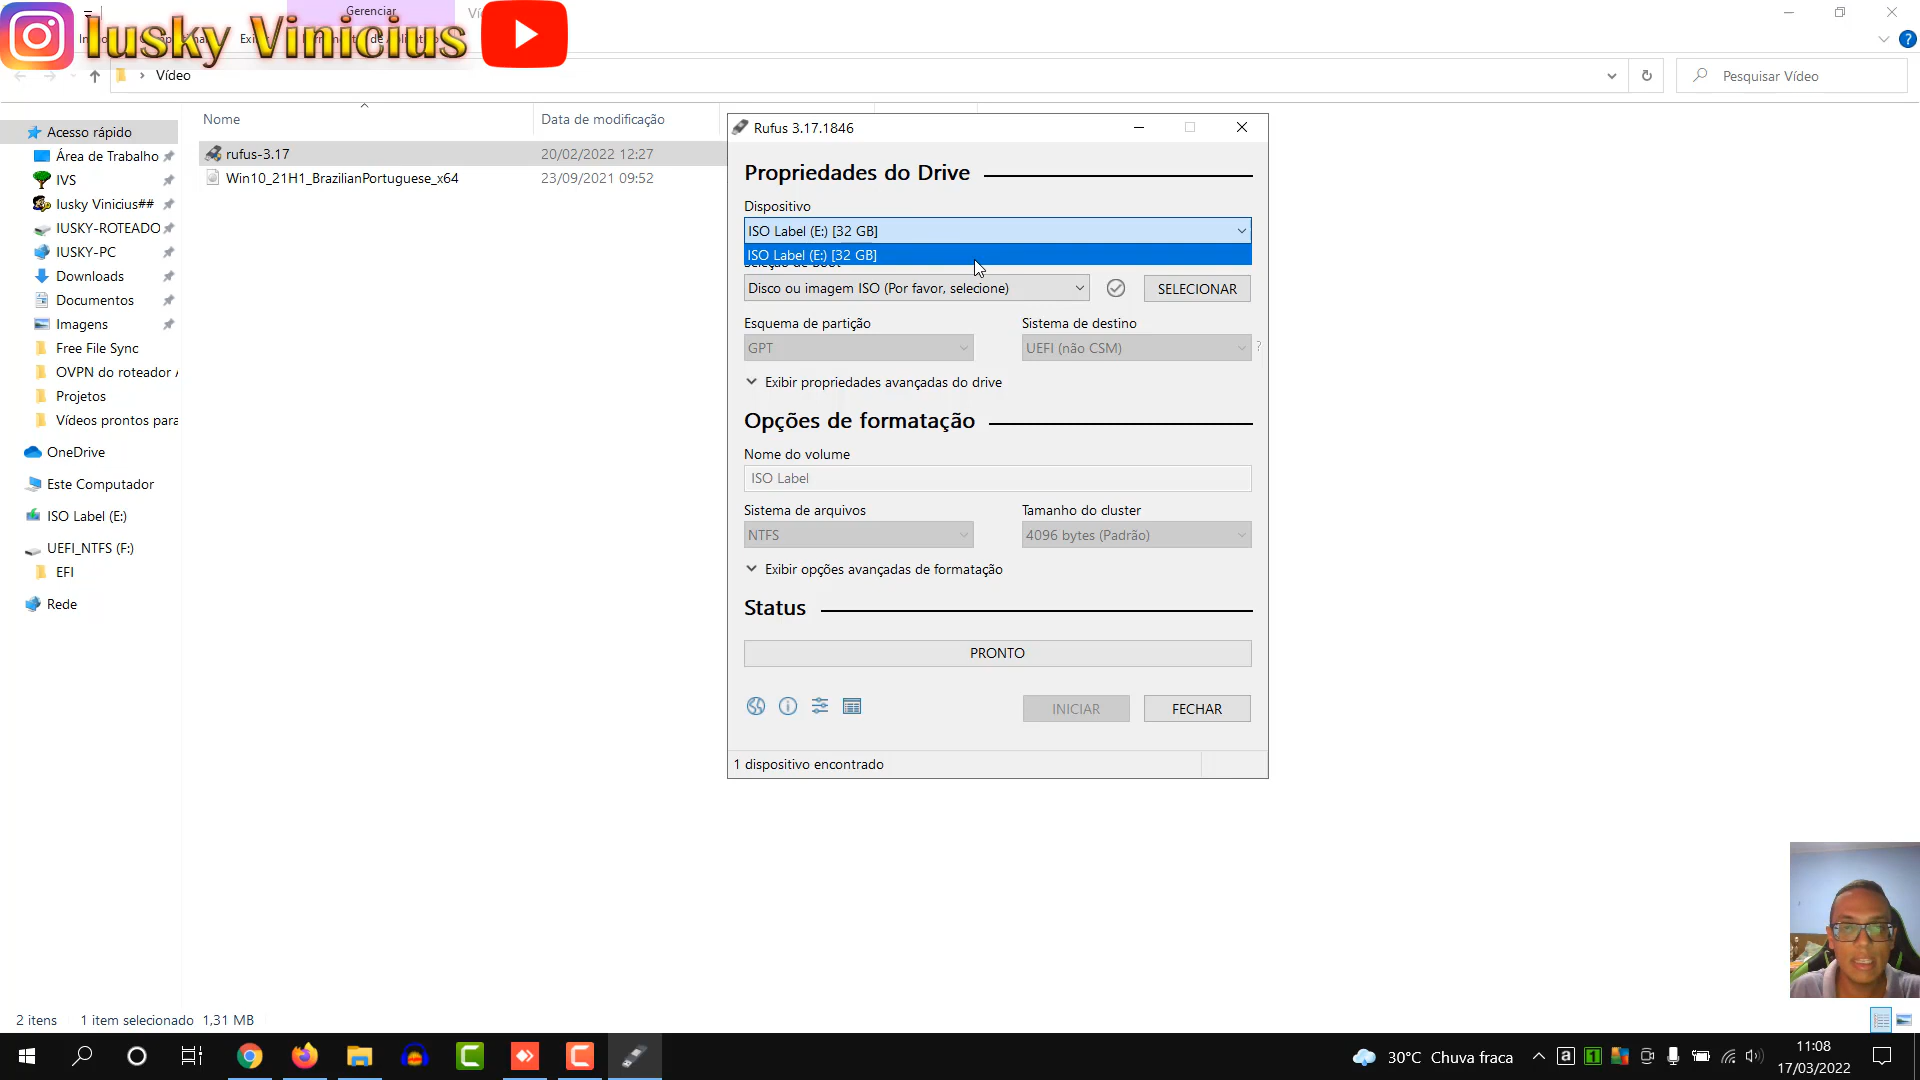 Gerenciar
Iusky Vinicius
Vídeo
Pesquisar Vídeo
Nome
Data de modificação
Acesso rápido
Área de Trabalho
IVS
Iusky Vinicius##
IUSKY-ROTEADO
IUSKY-PC
Downloads
Documentos
Imagens
Free File Sync
OVPN do roteador
Projetos
Vídeos prontos para
OneDrive
Este Computador
ISO Label (E:)
UEFI_NTFS (F:)
EFI
Rede
rufus-3.17
20/02/2022 12:27
Win10_21H1_BrazilianPortuguese_x64
23/09/2021 09:52
Rufus 3.17.1846
Propriedades do Drive
Dispositivo
ISO Label (E:) [32 GB]
ISO Label (E:) [32 GB]
Seleção de boot
Disco ou imagem ISO (Por favor, selecione)
SELECIONAR
Esquema de partição
Sistema de destino
GPT
UEFI (não CSM)
?
Exibir propriedades avançadas do drive
Opções de formatação
Nome do volume
ISO Label
Sistema de arquivos
Tamanho do cluster
NTFS
4096 bytes (Padrão)
Exibir opções avançadas de formatação
Status
PRONTO
INICIAR
FECHAR
1 dispositivo encontrado
2 itens
1 item selecionado 1,31 MB
30°C Chuva fraca
11:08
17/03/2022